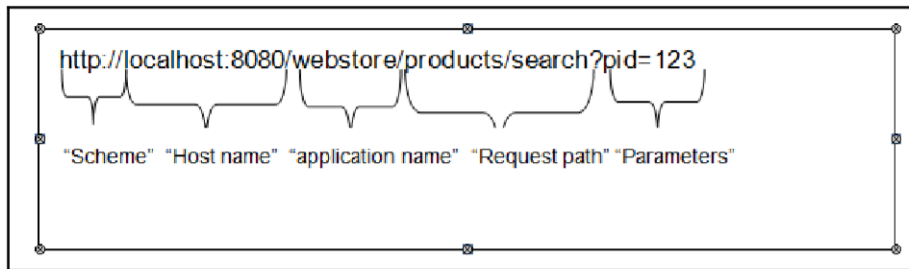 http://localhost:8080/webstore/products/search?pid=123
“Scheme” “Host name” “application name” “Request path” “Parameters”